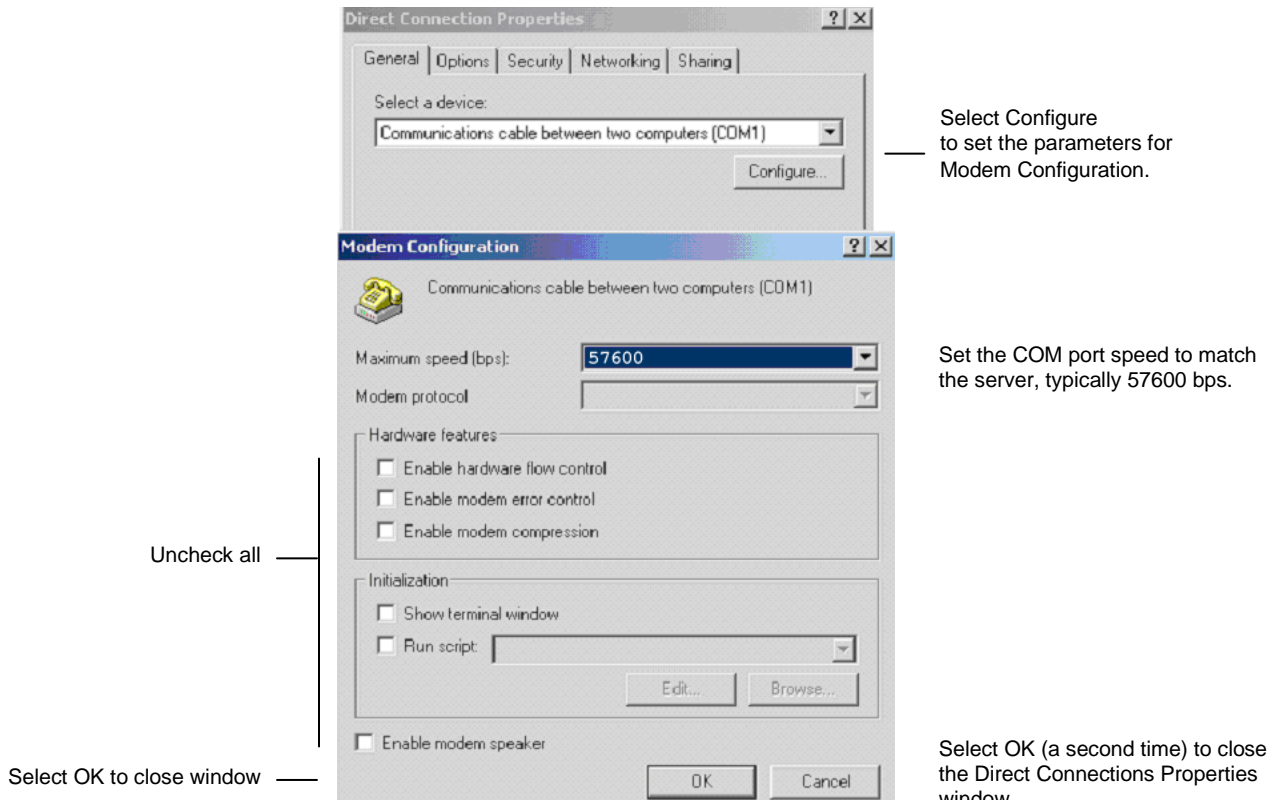 Direct Connection Properties
General Options Security Networking Sharing
Select a device:
Communications cable between two computers (COM1)
Configure...
Select Configure
to set the parameters for
Modem Configuration.
Modem Configuration
Communications cable between two computers (COM1)
Maximum speed (bps): 57600
Set the COM port speed to match
the server, typically 57600 bps.
Modem protocol
Hardware features
Enable hardware flow control
Enable modem error control
Enable modem compression
Uncheck all
Initialization
Show terminal window
Run script:
Edit... Browse...
Enable modem speaker
Select OK to close window
OK Cancel
Select OK (a second time) to close
the Direct Connections Properties
window